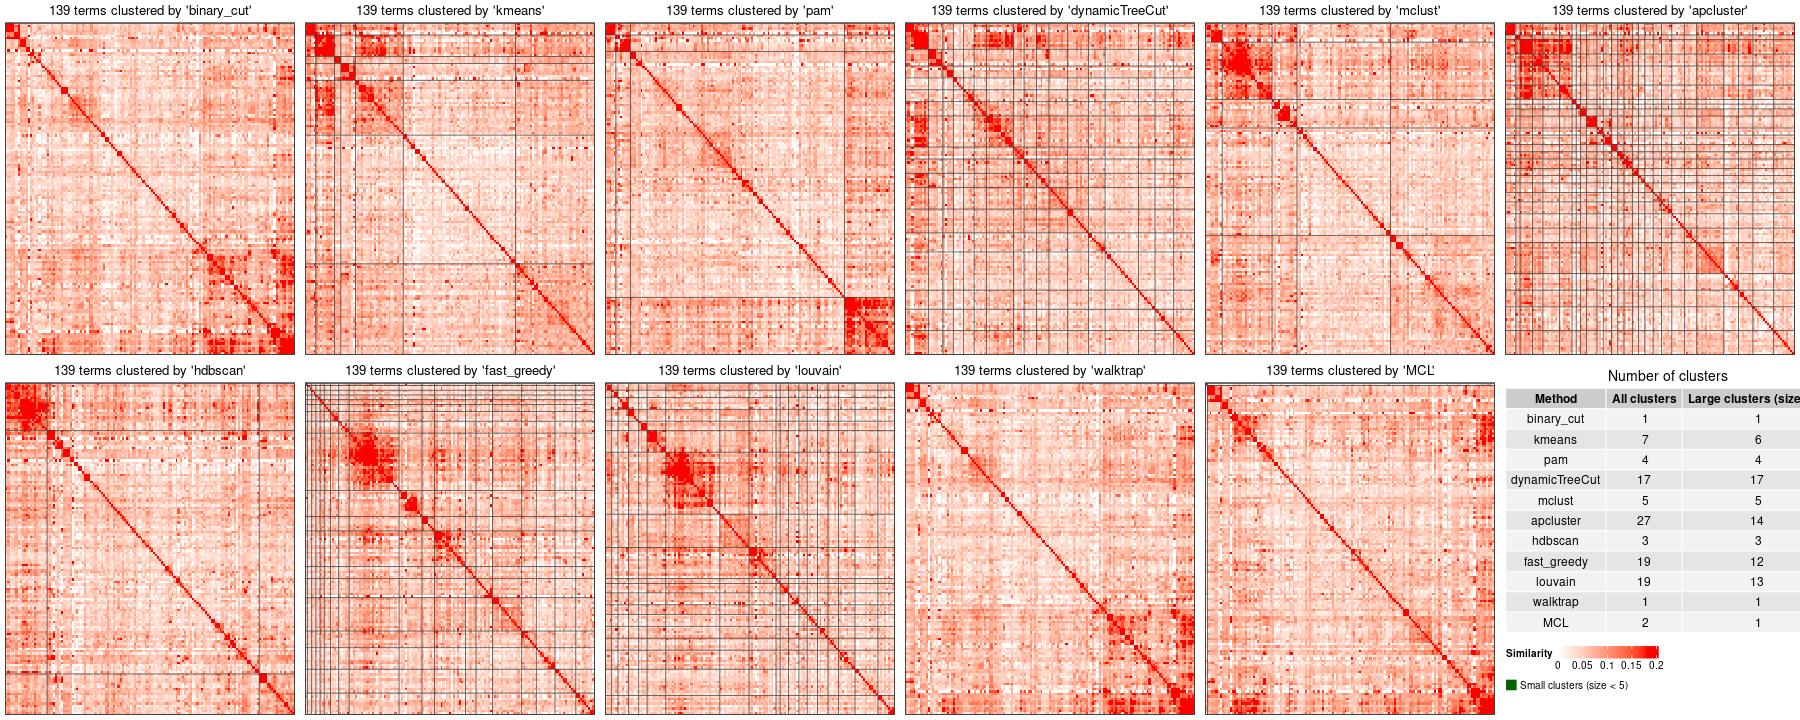 139 terms clustered by 'binary_cut'
139 terms clustered by 'kmeans'
139 terms clustered by 'pam'
139 terms clustered by 'dynamicTreeCut'
139 terms clustered by 'mclust'
139 terms clustered by 'apcluster'
139 terms clustered by 'hdbscan'
139 terms clustered by 'fast_greedy'
139 terms clustered by 'louvain'
139 terms clustered by 'walktrap'
139 terms clustered by 'MCL'
Number of clusters
Method All clusters Large clusters (size
binary_cut 1 1
kmeans 7 6
pam 4 4
dynamicTreeCut 17 17
mclust 5 5
apcluster 27 14
hdbscan 3 3
fast_greedy 19 12
louvain 19 13
walktrap 1 1
MCL 2 1
Similarity
0 0.05 0.1 0.15 0.2
Small clusters (size < 5)